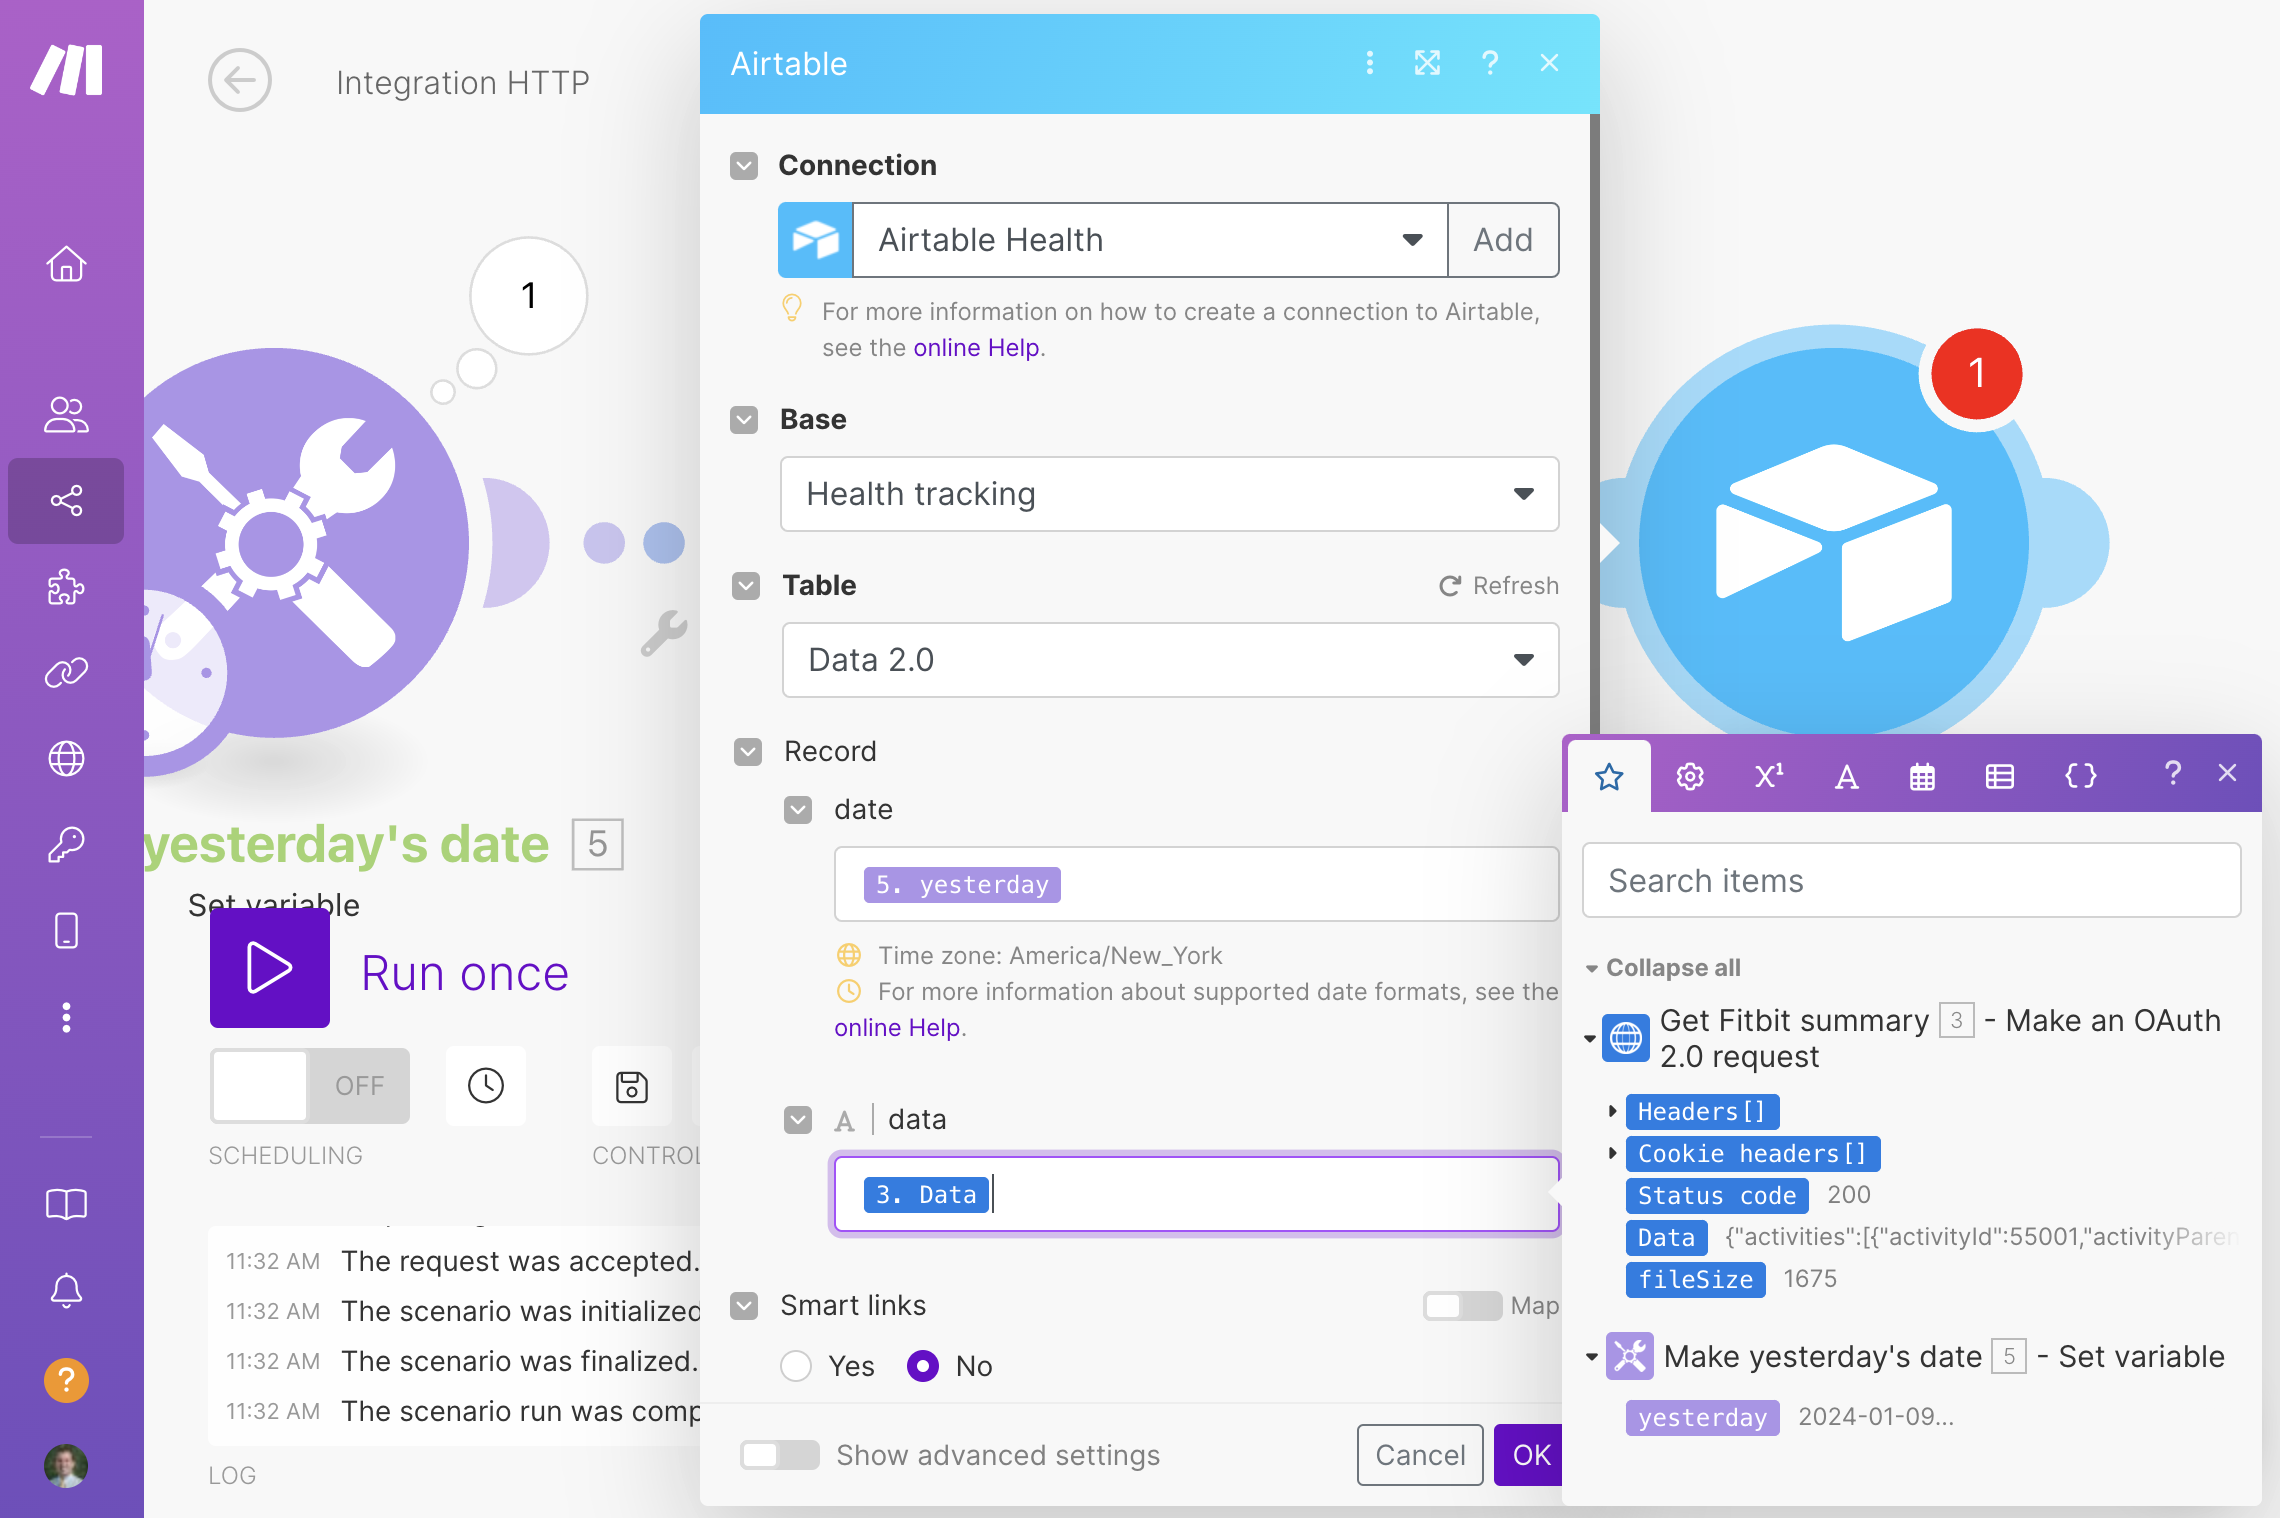 Integration HTTP
1
yesterday's date 5
Set variable
Run once
OFF
SCHEDULING
CONTROL
11:32 AM The request was accepted.
11:32 AM The scenario was initialized
11:32 AM The scenario was finalized.
11:32 AM The scenario run was comp
LOG
?
Airtable
?
Connection
Airtable Health
Add
For more information on how to create a connection to Airtable,
see the online Help.
Base
Health tracking
Table
Refresh
Data 2.0
Record
date
5. yesterday
Time zone: America/New_York
For more information about supported date formats, see the
online Help.
A data
3. Data
Smart links
Map
Yes
No
Show advanced settings
Cancel
OK
1
X¹ A { } ?
Search items
Collapse all
Get Fitbit summary 3 - Make an OAuth
2.0 request
Headers[]
Cookie headers[]
Status code 200
Data {"activities":[{"activityId":55001,"activityParen
fileSize 1675
Make yesterday's date 5 - Set variable
yesterday 2024-01-09...